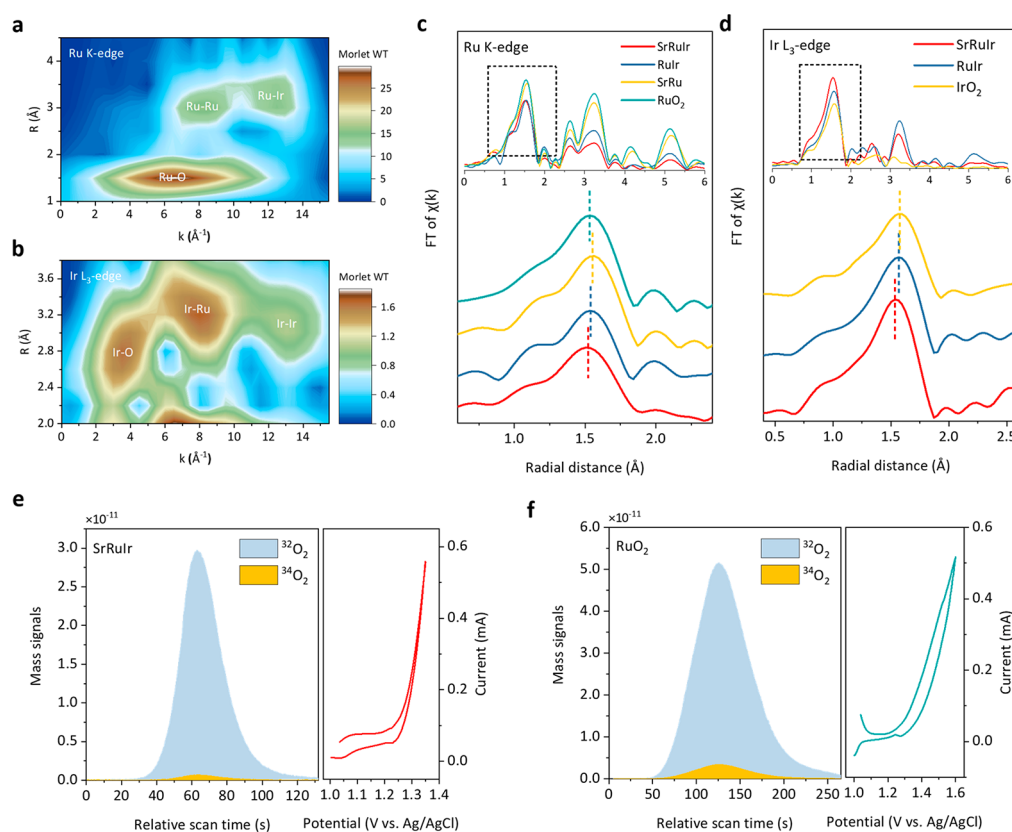 a
Ru K-edge
Ru-Ru
Ru-Ir
Ru-O
R (Å)
4
3
2
1
0 2 4 6 8 10 12 14
k (Å⁻¹)
Morlet WT
30
25
20
15
10
5
0
b
Ir L₃-edge
Ir-Ru
Ir-O
Ir-Ir
R (Å)
3.6
3.2
2.8
2.4
2.0
0 2 4 6 8 10 12 14
k (Å⁻¹)
Morlet WT
1.6
1.2
0.8
0.4
0.0
c
Ru K-edge
SrRuIr
RuIr
SrRu
RuO₂
0 1 2 3 4 5 6
FT of χ(k)
1.0 1.5 2.0
Radial distance (Å)
d
Ir L₃-edge
SrRuIr
RuIr
IrO₂
0 1 2 3 4 5 6
FT of χ(k)
0.5 1.0 1.5 2.0 2.5
Radial distance (Å)
e
×10⁻¹¹
SrRuIr
³²O₂
³⁴O₂
Mass signals
3.0
2.5
2.0
1.5
1.0
0.5
0.0
0 20 40 60 80 100 120
Relative scan time (s)
0.6
0.4
0.2
0.0
Current (mA)
1.0 1.1 1.2 1.3 1.4
Potential (V vs. Ag/AgCl)
f
×10⁻¹¹
RuO₂
³²O₂
³⁴O₂
Mass signals
6.0
5.0
4.0
3.0
2.0
1.0
0.0
0 50 100 150 200 250
Relative scan time (s)
0.6
0.4
0.2
0.0
Current (mA)
1.0 1.2 1.4 1.6
Potential (V vs. Ag/AgCl)